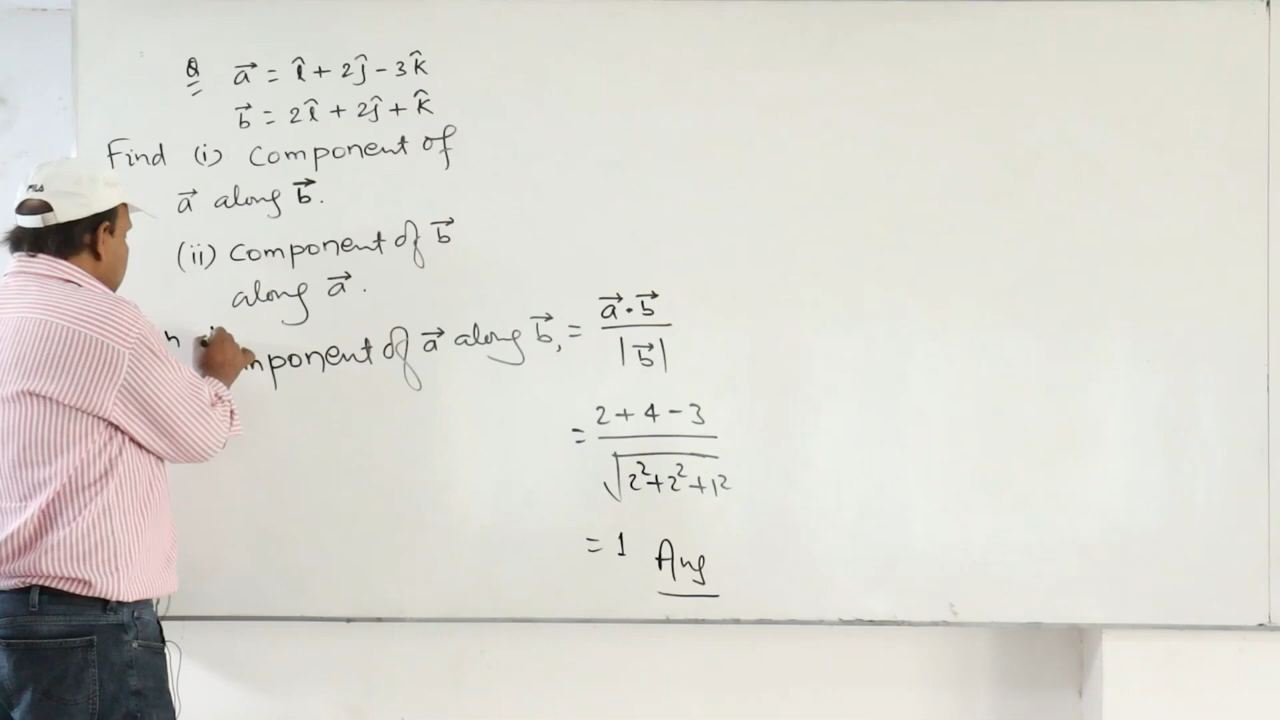 Q a⃗ = î + 2ĵ - 3k̂
b⃗ = 2î + 2ĵ + k̂
Find (i) Component of
a⃗ along b⃗.
(ii) Component of b⃗
along a⃗.
mponent of a⃗ along b⃗, = a⃗·b⃗ / |b⃗|
= 2+4-3 / √2²+2²+1²
= 1 Ans